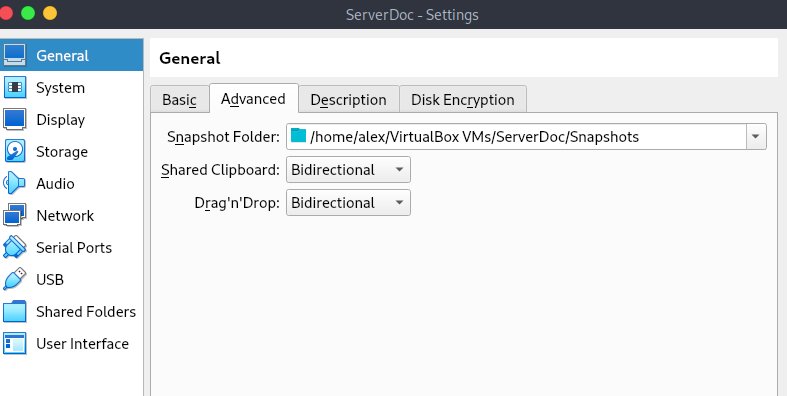 ServerDoc - Settings
General
System
Display
Storage
Audio
Network
Serial Ports
USB
Shared Folders
User Interface
General
Basic Advanced Description Disk Encryption
Snapshot Folder: /home/alex/VirtualBox VMs/ServerDoc/Snapshots
Shared Clipboard: Bidirectional
Drag'n'Drop: Bidirectional